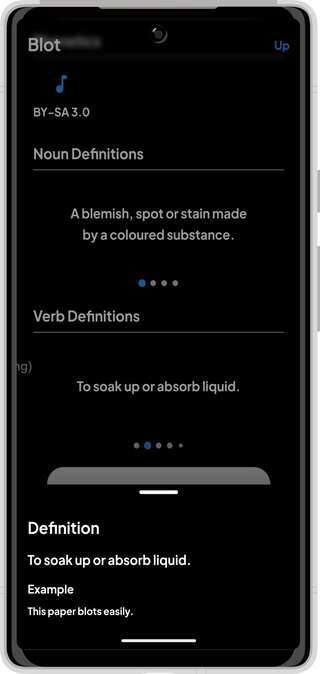 Blot
Up
BY-SA 3.0
Noun Definitions
A blemish, spot or stain made
by a coloured substance.
Verb Definitions
ng)
To soak up or absorb liquid.
Definition
To soak up or absorb liquid.
Example
This paper blots easily.